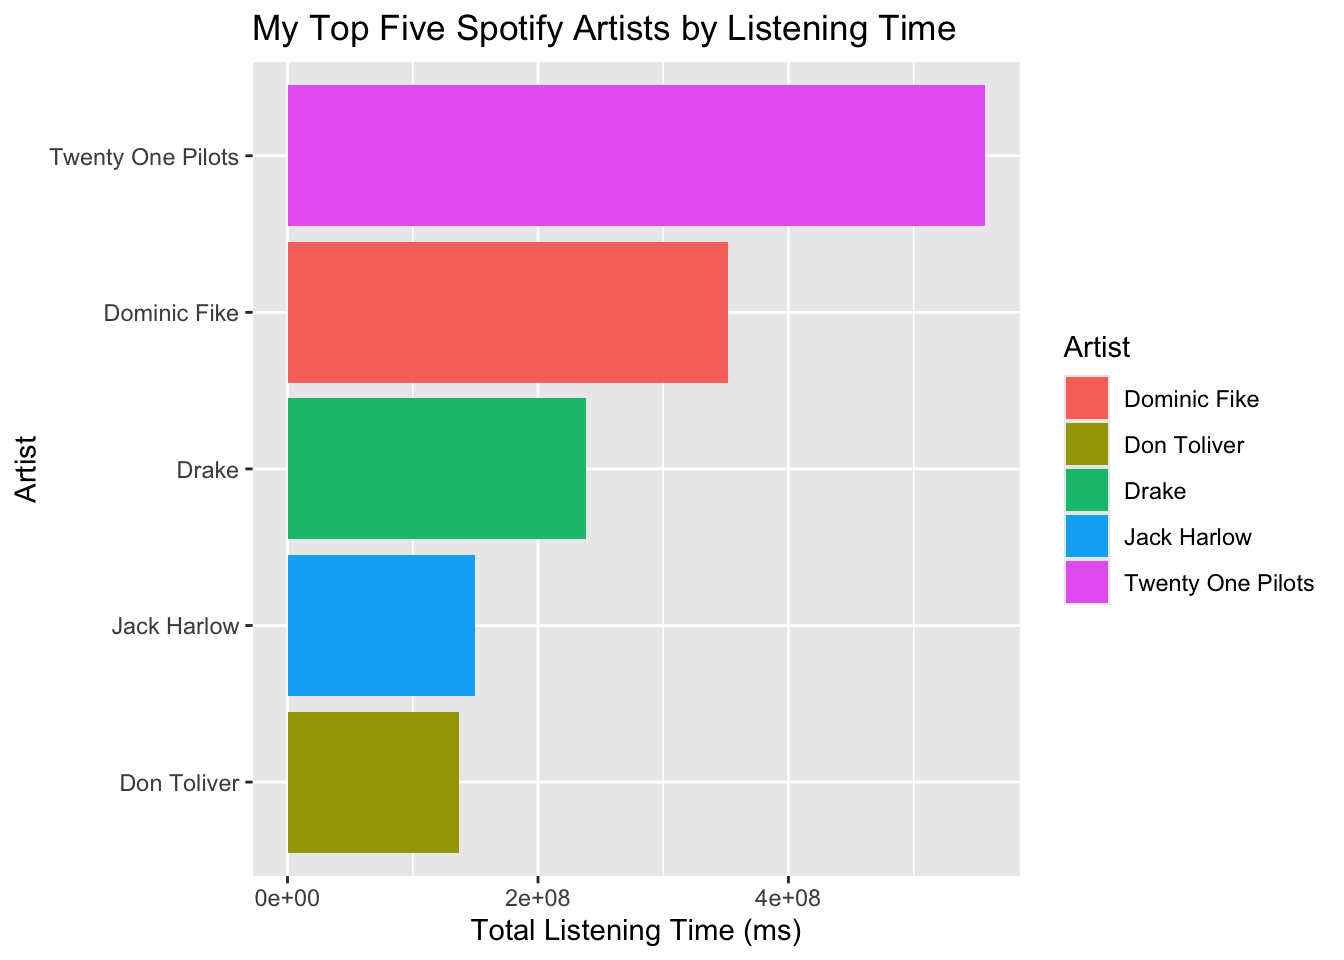 My Top Five Spotify Artists by Listening Time
Artist
Twenty One Pilots
Dominic Fike
Drake
Jack Harlow
Don Toliver
0e+00
2e+08
4e+08
Total Listening Time (ms)
Artist
Dominic Fike
Don Toliver
Drake
Jack Harlow
Twenty One Pilots